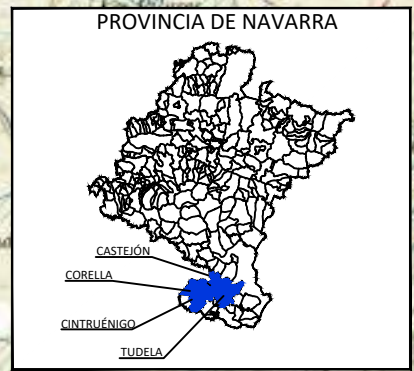 PROVINCIA DE NAVARRA
CASTEJÓN
CORELLA
CINTRUÉNIGO
TUDELA